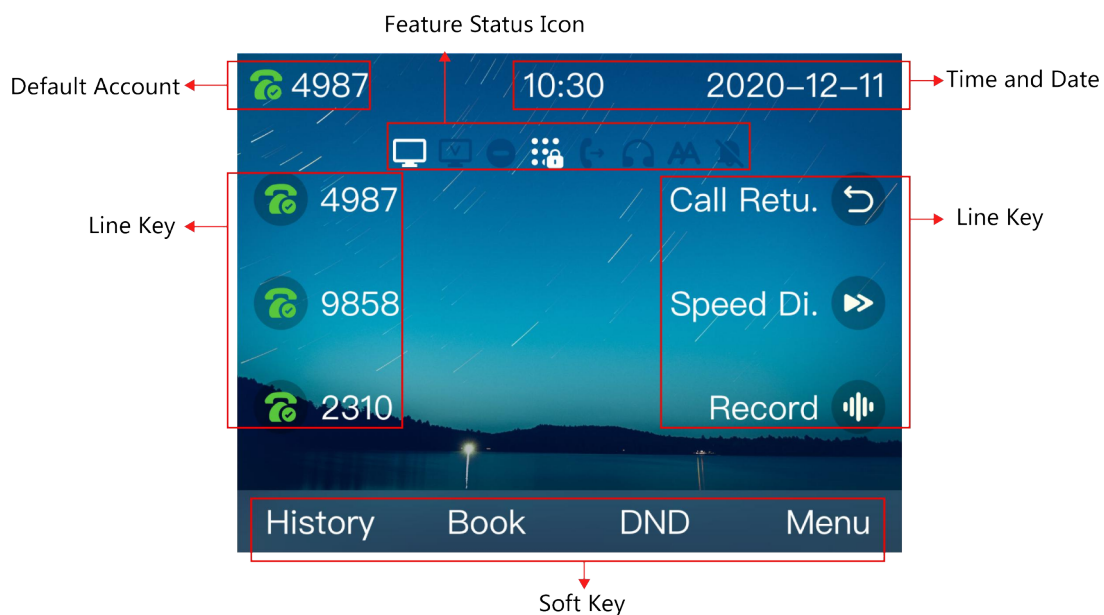 Feature Status Icon
Default Account
4987
10:30
2020-12-11
Time and Date
Line Key
4987
Call Retu.
Line Key
9858
Speed Di.
2310
Record
History Book DND Menu
Soft Key